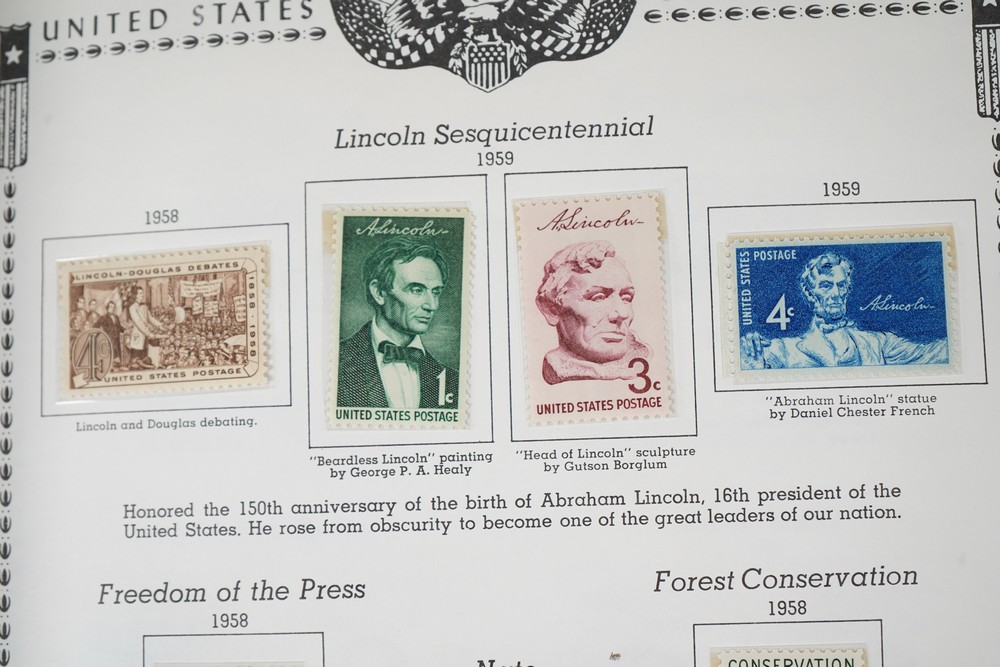 UNITED STATES
Lincoln Sesquicentennial
1959
1958
1959
LINCOLN-DOUGLAS DEBATES
1858-1958
4¢
UNITED STATES POSTAGE
A. Lincoln
1c
UNITED STATES POSTAGE
A. Lincoln
3c
UNITED STATES POSTAGE
UNITED STATES POSTAGE
4c
A. Lincoln
Lincoln and Douglas debating.
"Beardless Lincoln" painting
by George P. A. Healy
"Head of Lincoln" sculpture
by Gutson Borglum
"Abraham Lincoln" statue
by Daniel Chester French
Honored the 150th anniversary of the birth of Abraham Lincoln, 16th president of the
United States. He rose from obscurity to become one of the great leaders of our nation.
Freedom of the Press
1958
Forest Conservation
1958
CONSERVATION